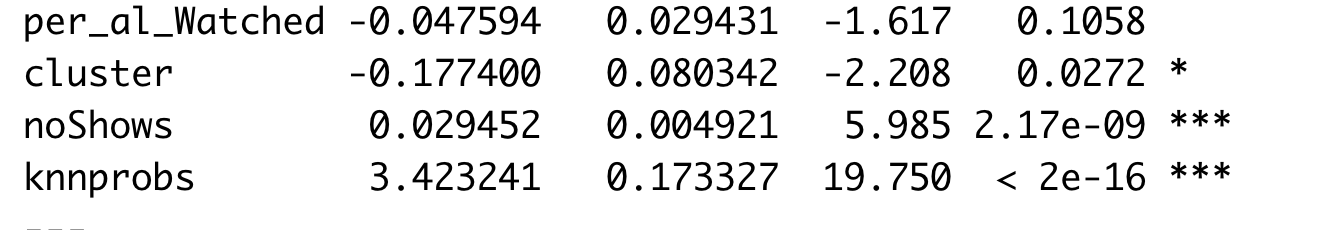 per_al_Watched -0.047594 0.029431 -1.617 0.1058
cluster -0.177400 0.080342 -2.208 0.0272 *
noShows 0.029452 0.004921 5.985 2.17e-09 ***
knnprobs 3.423241 0.173327 19.750 < 2e-16 ***
---